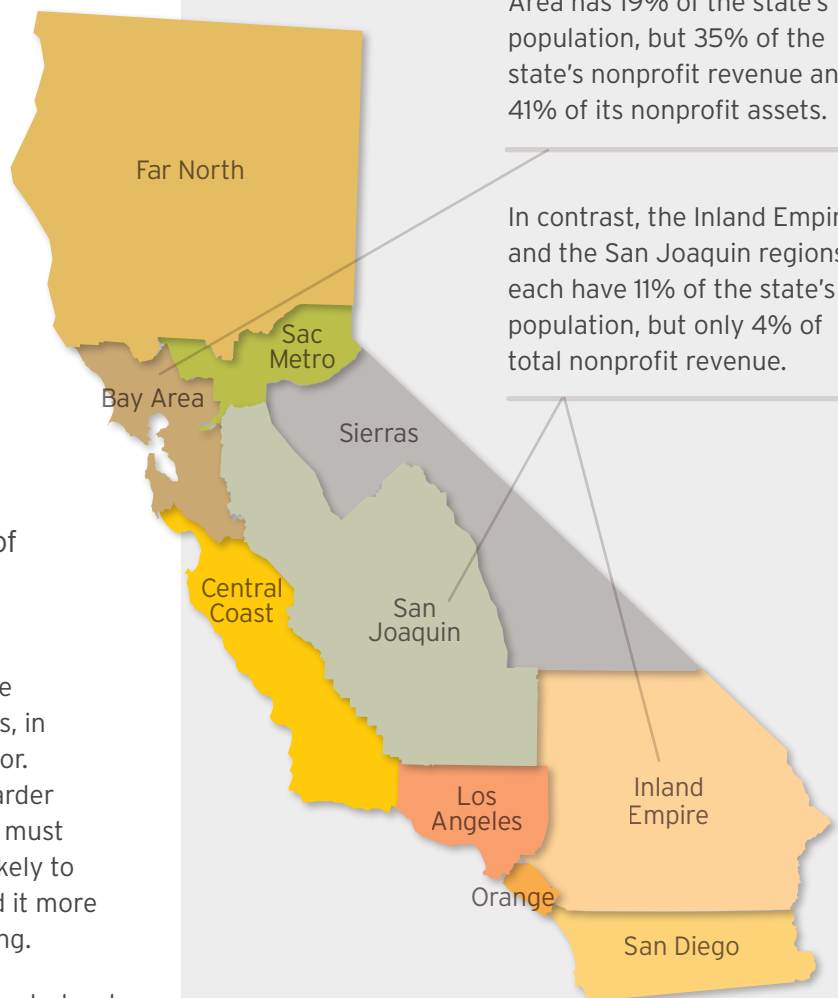 Area has 19% of the state's
population, but 35% of the
state's nonprofit revenue an
41% of its nonprofit assets.
In contrast, the Inland Empir
and the San Joaquin regions
each have 11% of the state's
population, but only 4% of
total nonprofit revenue.
Far North
Sac
Metro
Bay Area
Sierras
Central
Coast
San
Joaquin
Los
Angeles
Inland
Empire
Orange
San Diego
of
e
s, in
or.
arder
must
kely to
d it more
ng.